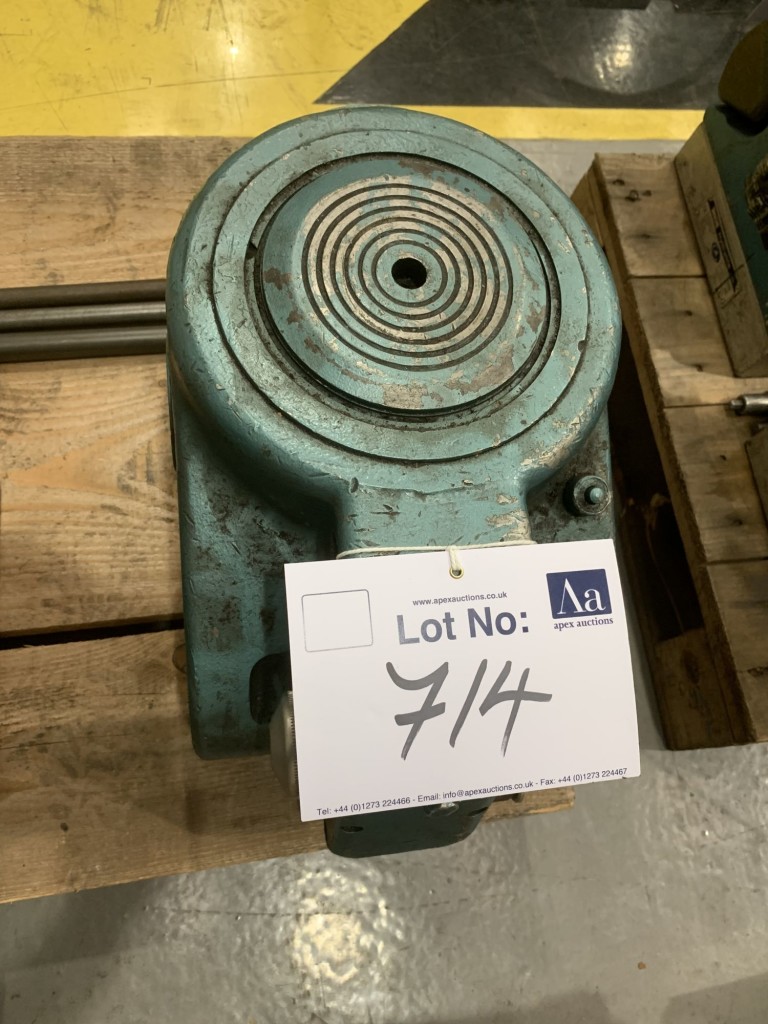 www.apexauctions.co.uk
Lot No:
Aa
apex auctions
714
Tel: +44 (0)1273 224466 - Email: info@apexauctions.co.uk - Fax: +44 (0)1273 224467